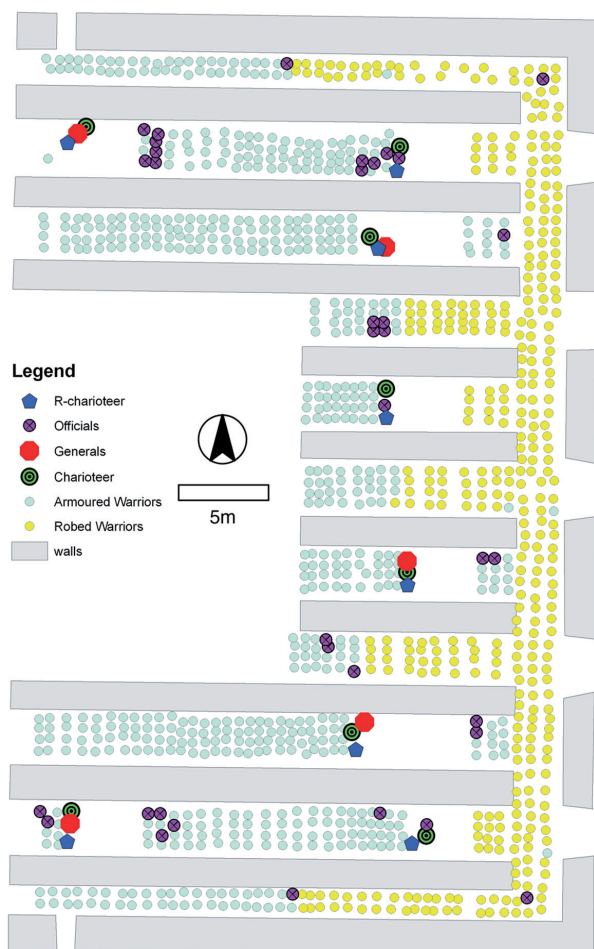 Legend
R-charioteer
Officials
Generals
Charioteer
Armoured Warriors
Robed Warriors
walls
5m